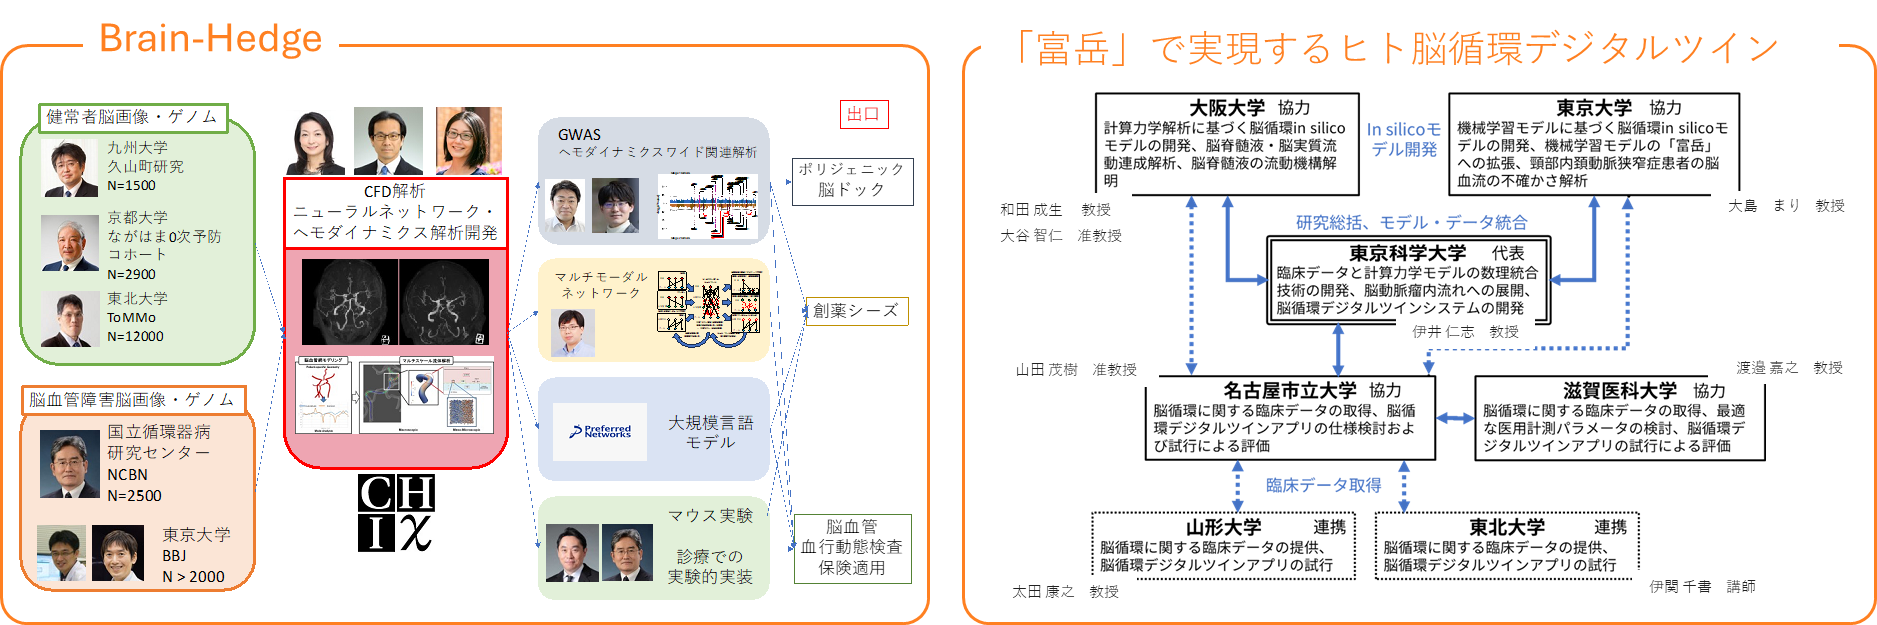 Brain-Hedge
健常者脳画像・ゲノム
九州大学
久山町研究
N=1500
京都大学
ながはま0次予防
コホート
N=2900
東北大学
ToMMo
N=12000
脳血管障害脳画像・ゲノム
国立循環器病
研究センター
NCBN
N=2500
東京大学
BBJ
N > 2000
CFD解析
ニューラルネットワーク・
ヘモダイナミクス解析開発
脳血管網モデリング
マルチスケール流体解析
CHIχ
GWAS
ヘモダイナミクスワイド関連解析
マルチモーダル
ネットワーク
Preferred
Networks
大規模言語
モデル
マウス実験
診療での
実験的実装
出口
ポリジェニック
脳ドック
創薬シーズ
脳血管
血行動態検査
保険適用
「富岳」で実現するヒト脳循環デジタルツイン
大阪大学 協力
計算力学解析に基づく脳循環in silico
モデルの開発、脳脊髄液・脳実質流
動連成解析、脳脊髄液の流動機構解
明
和田 成生 教授
大谷 智仁 准教授
In silicoモ
デル開発
東京大学 協力
機械学習モデルに基づく脳循環in silicoモ
デルの開発、機械学習モデルの「富岳」
への拡張、頸部内頚動脈狭窄症患者の脳
血流の不確かさ解析
大島 まり 教授
研究総括、モデル・データ統合
東京科学大学 代表
臨床データと計算力学モデルの数理統合
技術の開発、脳動脈瘤内流れへの展開、
脳循環デジタルツインシステムの開発
伊井 仁志 教授
山田 茂樹 准教授
名古屋市立大学 協力
脳循環に関する臨床データの取得、脳循
環デジタルツインアプリの仕様検討およ
び試行による評価
渡邉 嘉之 教授
滋賀医科大学 協力
脳循環に関する臨床データの取得、最適
な医用計測パラメータの検討、脳循環デ
ジタルツインアプリの試行による評価
臨床データ取得
山形大学 連携
脳循環に関する臨床データの提供、
脳循環デジタルツインアプリの試行
太田 康之 教授
東北大学 連携
脳循環に関する臨床データの提供、
脳循環デジタルツインアプリの試行
伊関 千書 講師